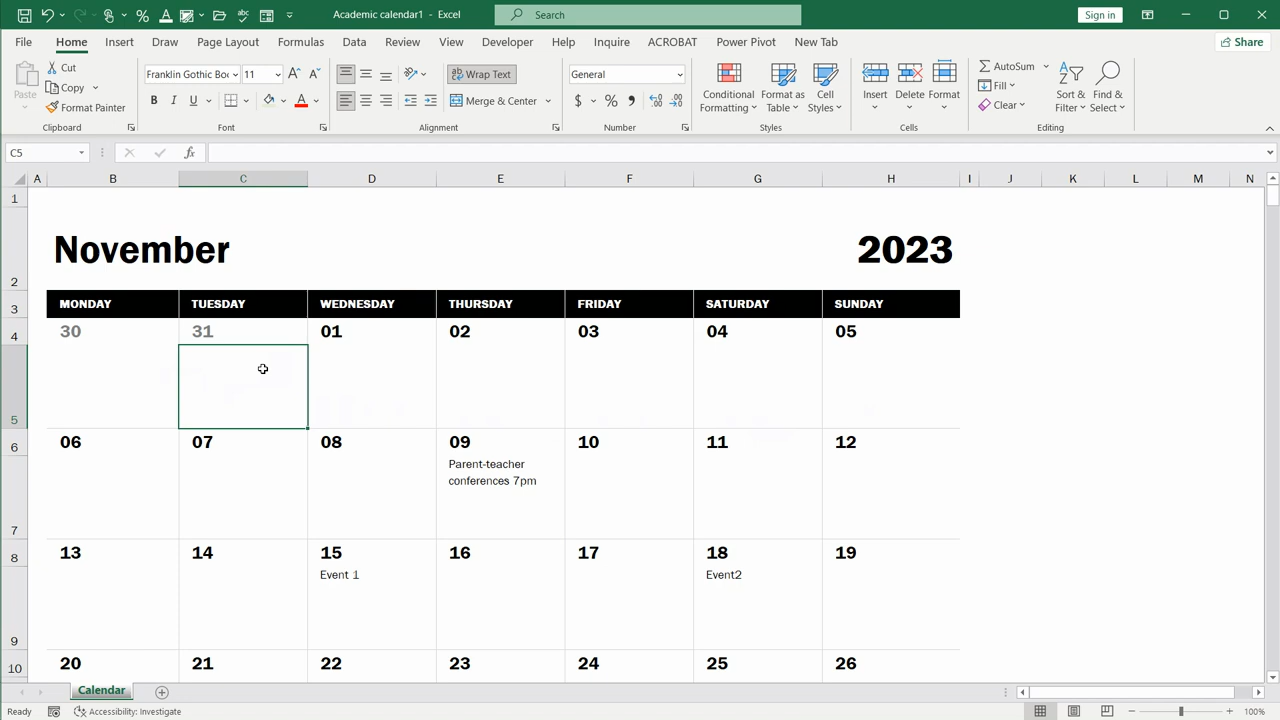 Academic calendar1 - Excel
Search
Sign in
File Home Insert Draw Page Layout Formulas Data Review View Developer Help Inquire ACROBAT Power Pivot New Tab
Share
Paste
Cut
Copy
Format Painter
Clipboard
Franklin Gothic Boo 11
B I U
Font
Wrap Text
Merge & Center
Alignment
General
$ % 9
Number
Conditional Formatting
Format as Table
Cell Styles
Styles
Insert
Delete
Format
Cells
AutoSum
Fill
Clear
Sort & Filter
Find & Select
Editing
C5
fx
A B C D E F G H I J K L M N
1
2
3
4
5
6
7
8
9
10
November 2023
MONDAY TUESDAY WEDNESDAY THURSDAY FRIDAY SATURDAY SUNDAY
30 31 01 02 03 04 05
06 07 08 09 10 11 12
Parent-teacher
conferences 7pm
13 14 15 16 17 18 19
Event 1 Event2
20 21 22 23 24 25 26
Calendar
Ready
Accessibility: Investigate
100%